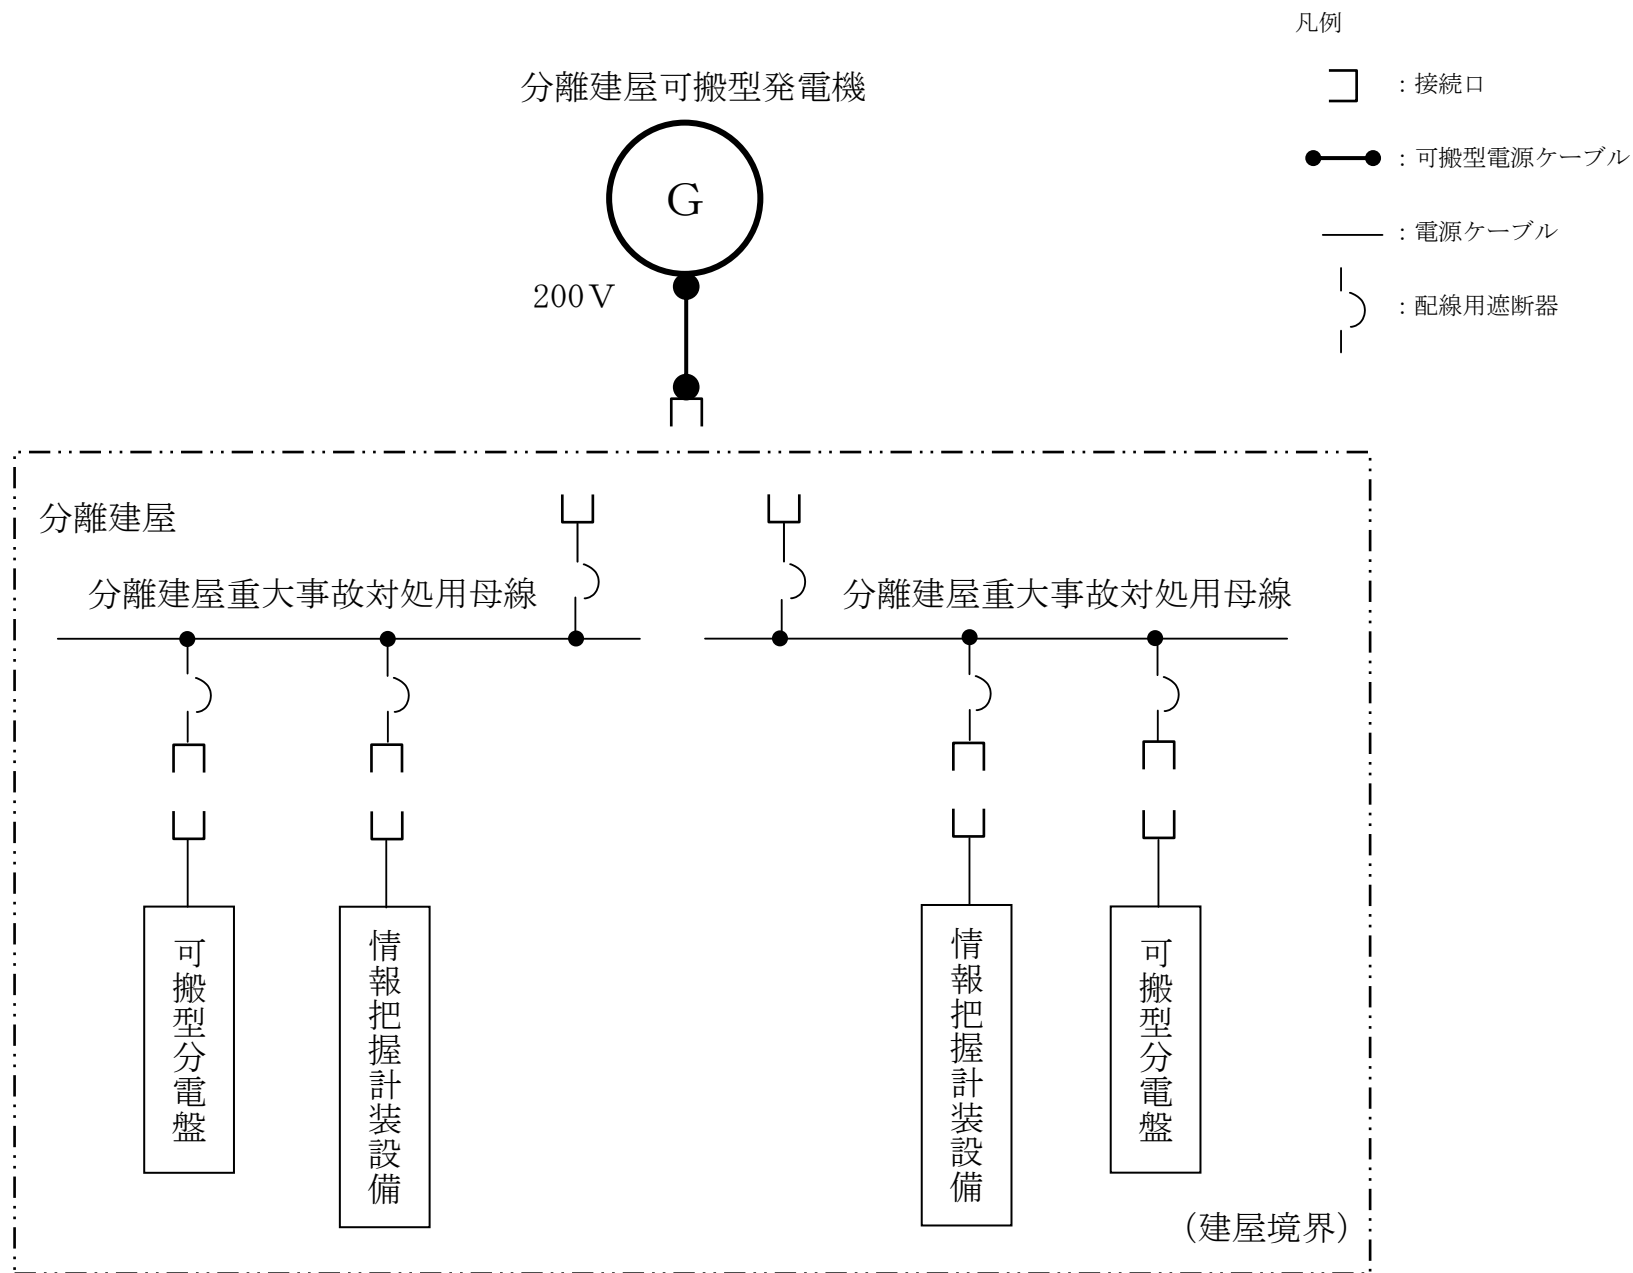 凡例
：接続口
：可搬型電源ケーブル
：電源ケーブル
：配線用遮断器
分離建屋可搬型発電機
G
200V
分離建屋
分離建屋重大事故対処用母線
分離建屋重大事故対処用母線
可搬型分電盤
情報把握計装設備
情報把握計装設備
可搬型分電盤
（建屋境界）